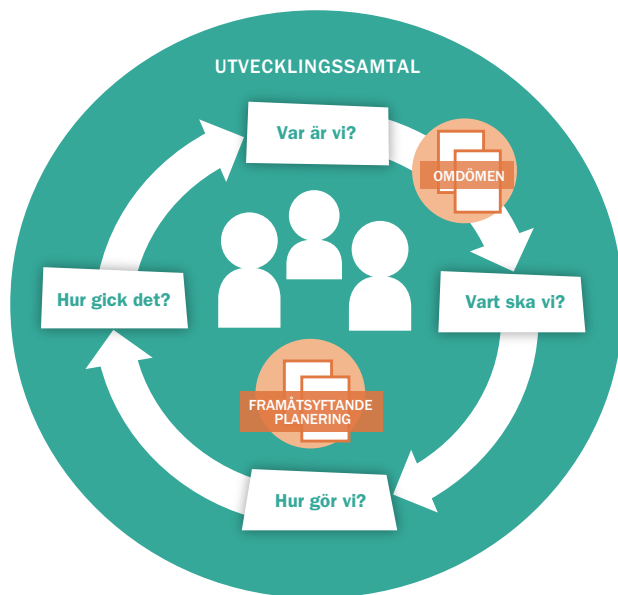 UTVECKLINGSSAMTAL
Var är vi?
OMDÖMEN
Vart ska vi?
Hur gick det?
FRAMÅTSYFTANDE
PLANERING
Hur gör vi?